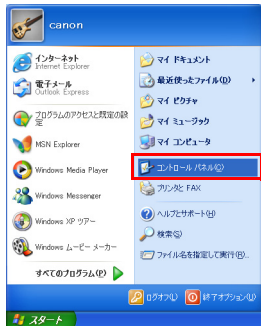 canon
インターネット
Internet Explorer
電子メール
Outlook Express
プログラムのアクセスと既定の設
定
MSN Explorer
Windows Media Player
Windows Messenger
Windows XP ツアー
Windows ムービー メーカー
すべてのプログラム(P)
マイ ドキュメント
最近使ったファイル(D)
マイ ピクチャ
マイ ミュージック
マイ コンピュータ
コントロール パネル(C)
プリンタと FAX
ヘルプとサポート(H)
検索(S)
ファイル名を指定して実行(R)...
ログオフ(L)
終了オプション(U)
スタート